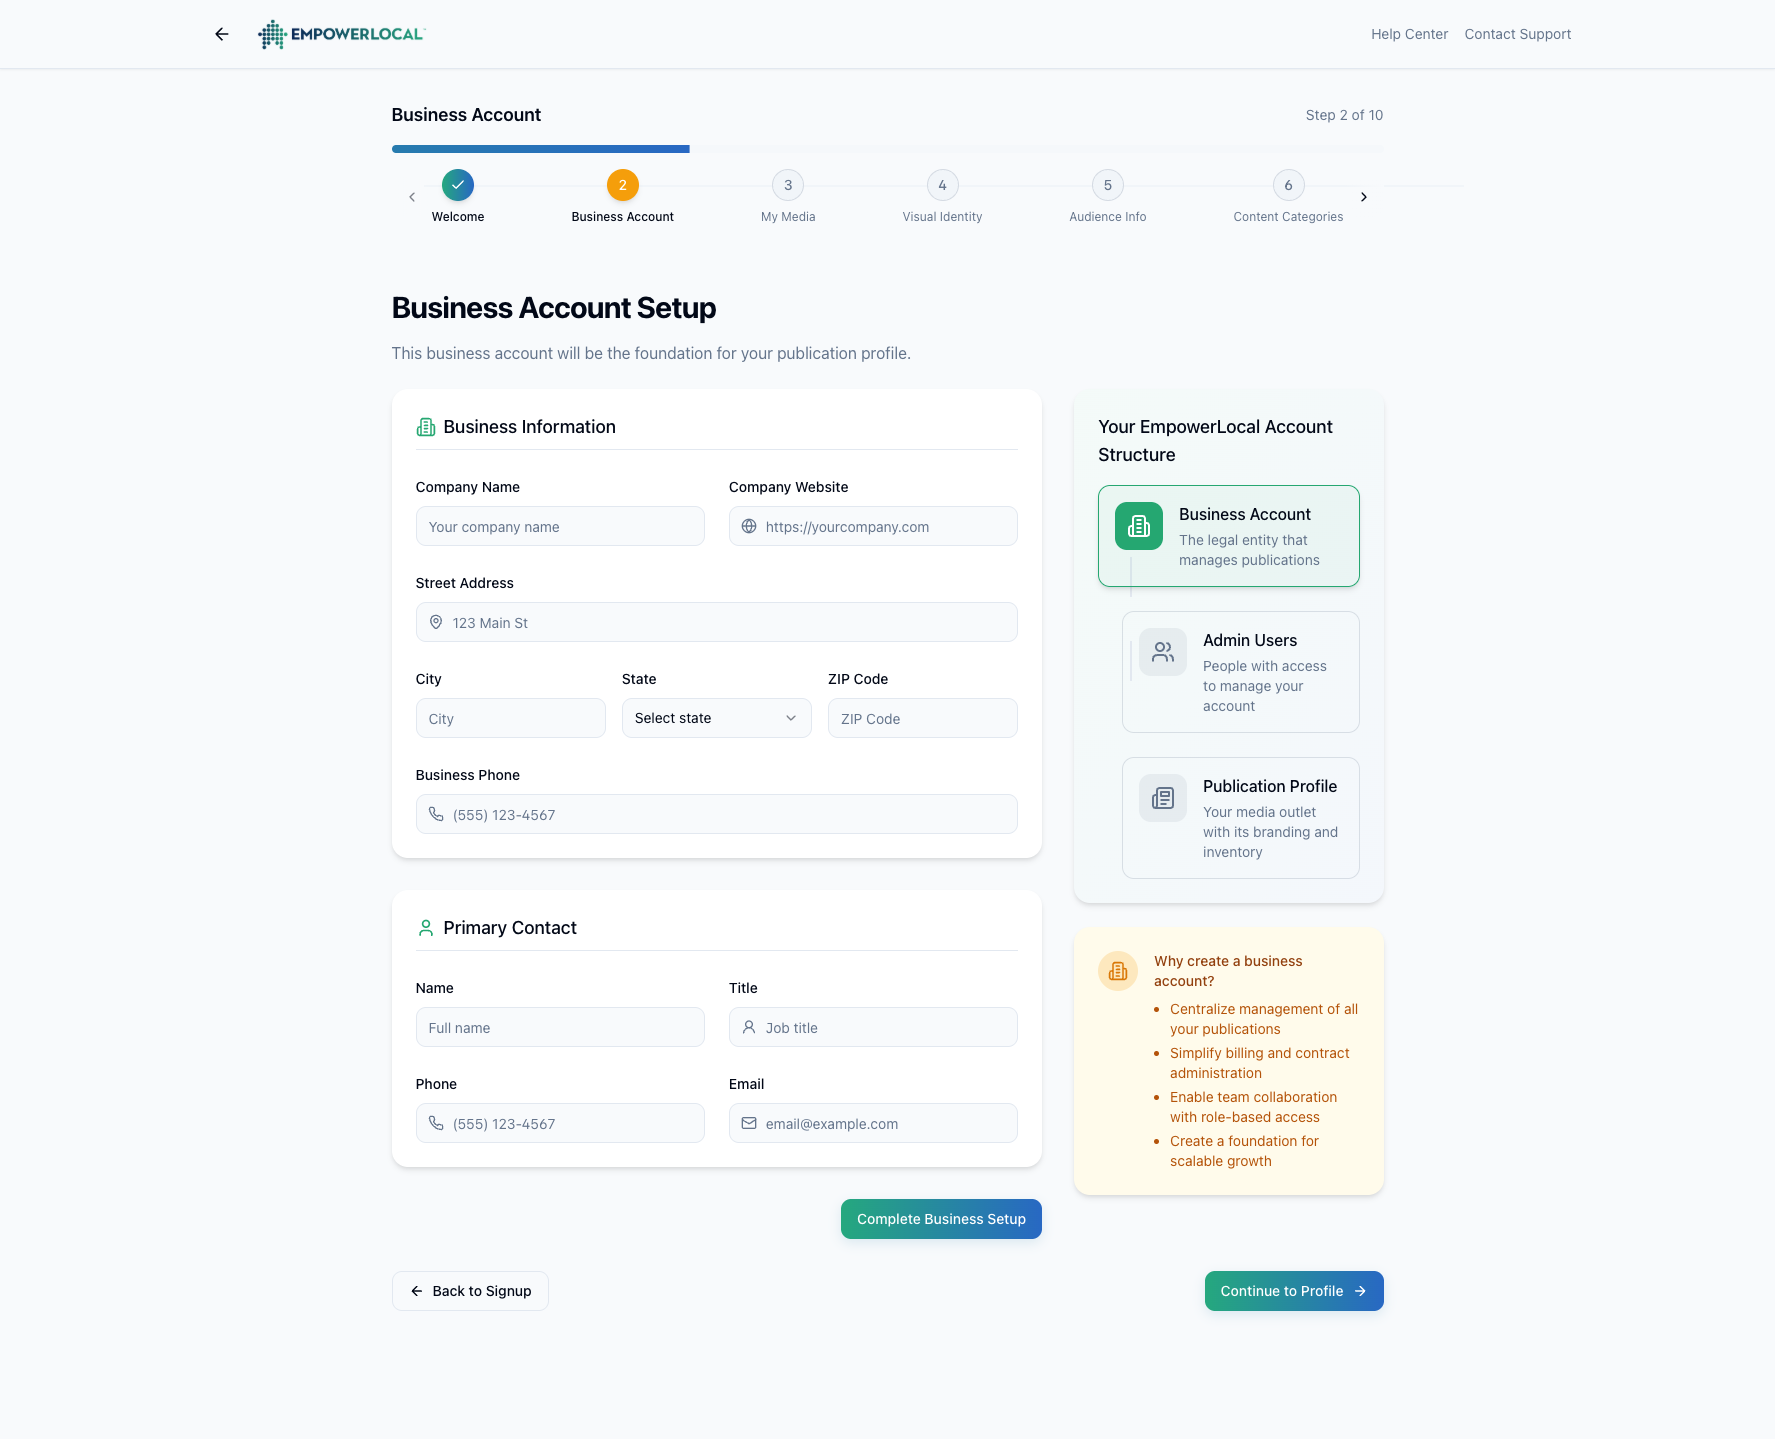 EMPOWERLOCAL
Help Center
Contact Support
Business Account
Step 2 of 10
2
3
4
5
6
Welcome
Business Account
My Media
Visual Identity
Audience Info
Content Categories
Business Account Setup
This business account will be the foundation for your publication profile.
Business Information
Company Name
Company Website
Your company name
https://yourcompany.com
Street Address
123 Main St
City
State
ZIP Code
City
Select state
ZIP Code
Business Phone
(555) 123-4567
Primary Contact
Name
Title
Full name
Job title
Phone
Email
(555) 123-4567
email@example.com
Complete Business Setup
Your EmpowerLocal Account
Structure
Business Account
The legal entity that
manages publications
Admin Users
People with access
to manage your
account
Publication Profile
Your media outlet
with its branding and
inventory
Why create a business
account?
• Centralize management of all
your publications
• Simplify billing and contract
administration
• Enable team collaboration
with role-based access
• Create a foundation for
scalable growth
Back to Signup
Continue to Profile